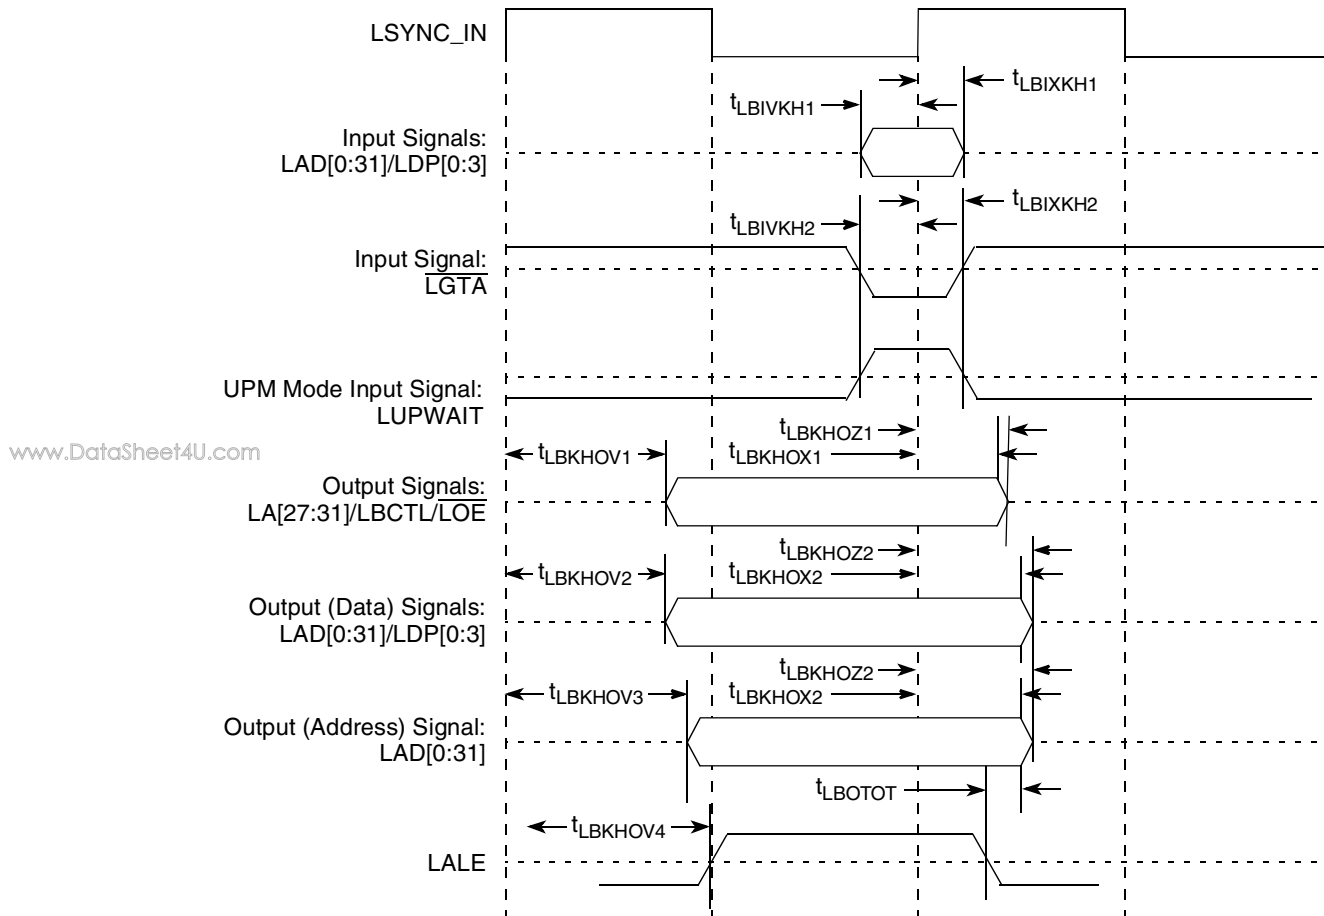 LSYNC_IN
tLBIXKH1
tLBIVKH1
Input Signals:
LAD[0:31]/LDP[0:3]
tLBIXKH2
tLBIVKH2
Input Signal:
LGTA
UPM Mode Input Signal:
LUPWAIT
tLBKHOZ1
www.DataSheet4U.com
tLBKHOV1
tLBKHOX1
Output Signals:
LA[27:31]/LBCTL/LOE
tLBKHOZ2
tLBKHOV2
tLBKHOX2
Output (Data) Signals:
LAD[0:31]/LDP[0:3]
tLBKHOZ2
tLBKHOV3
tLBKHOX2
Output (Address) Signal:
LAD[0:31]
tLBOTOT
tLBKHOV4
LALE